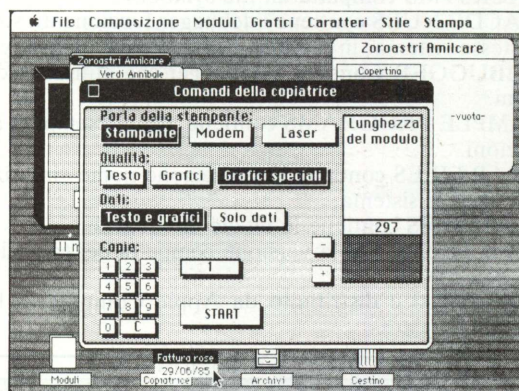 File Composizione Moduli Grafici Caratteri Stile Stampa
Zoroastri Amilcare
Verdi Annibale
Zoroastri Amilcare
Copertina
-vuota-
Comandi della copiatrice
Porta della stampante:
Stampante Modem Laser
Qualità:
Testo Grafici Grafici speciali
Dati:
Testo e grafici Solo dati
Copie:
1 2 3
4 5 6
7 8 9
0 C
1
START
Lunghezza
del modulo
297
-
+
Il m
Fattura rose
29/06/85
Moduli Copiatrice Archivi Cestino